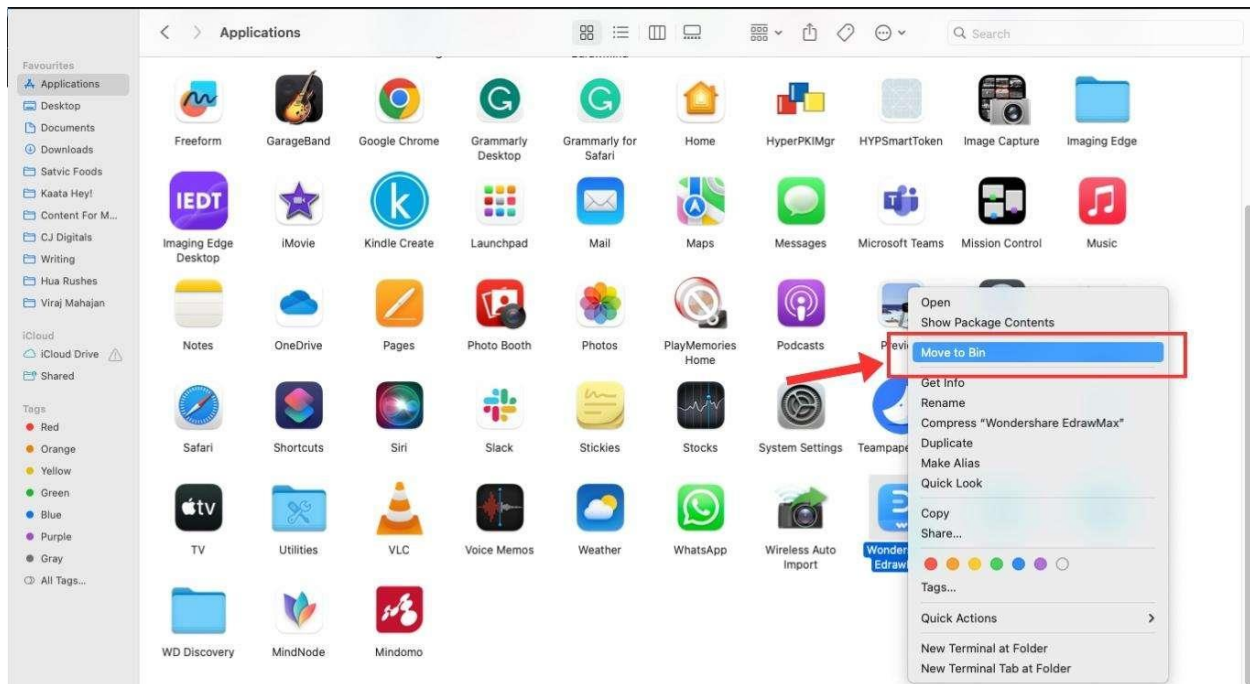 Applications
Search
Favourites
Applications
Desktop
Documents
Downloads
Satvic Foods
Kaata Hey!
Content For M...
CJ Digitals
Writing
Hua Rushes
Viraj Mahajan
iCloud
iCloud Drive
Shared
Tags
Red
Orange
Yellow
Green
Blue
Purple
Gray
All Tags...
Freeform
GarageBand
Google Chrome
Grammarly
Desktop
Grammarly for
Safari
Home
HyperPKIMgr
HYPSmartToken
Image Capture
Imaging Edge
IEDT
Imaging Edge
Desktop
iMovie
k
Kindle Create
Launchpad
Mail
Maps
Messages
Microsoft Teams
Mission Control
Music
Notes
OneDrive
Pages
Photo Booth
Photos
PlayMemories
Home
Podcasts
Previ
Safari
Shortcuts
Siri
Slack
Stickies
Stocks
System Settings
Teampape
tv
TV
Utilities
VLC
Voice Memos
Weather
WhatsApp
Wireless Auto
Import
Wonder
Edraw
WD Discovery
MindNode
Mindomo
Open
Show Package Contents
Move to Bin
Get Info
Rename
Compress “Wondershare EdrawMax”
Duplicate
Make Alias
Quick Look
Copy
Share...
Tags...
Quick Actions
New Terminal at Folder
New Terminal Tab at Folder